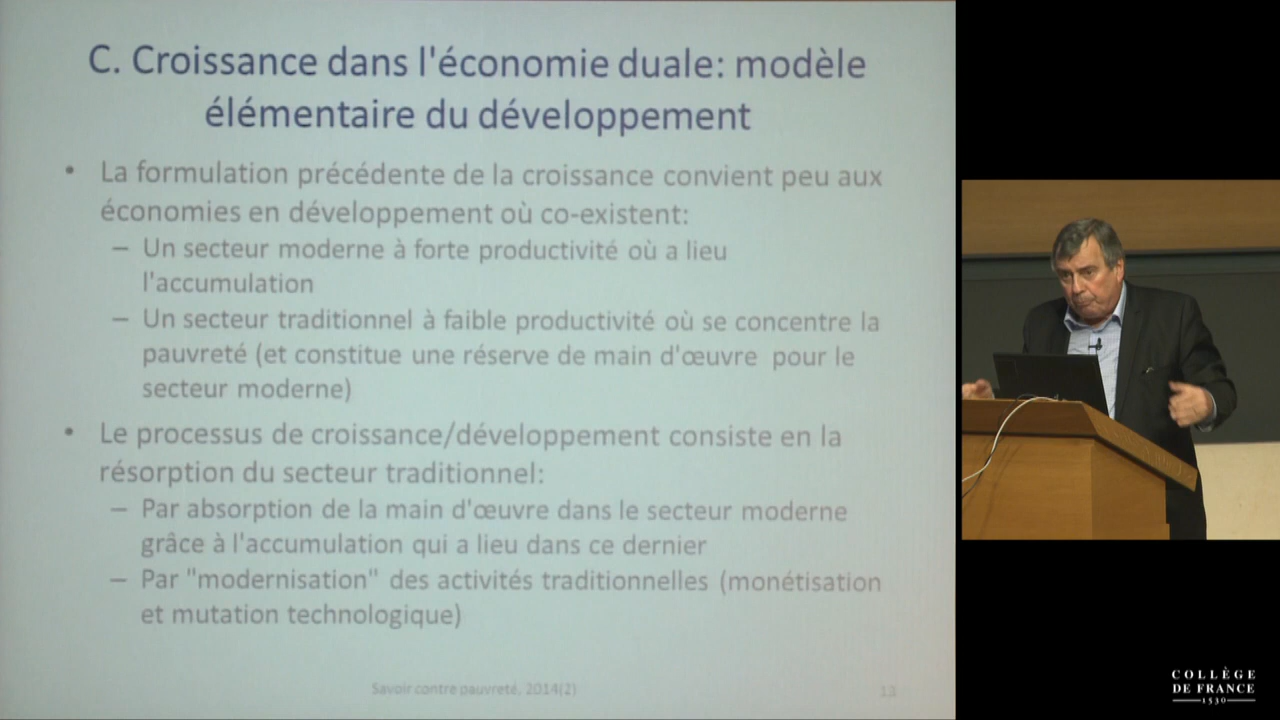 C. Croissance dans l'économie duale: modèle
élémentaire du développement
• La formulation précédente de la croissance convient peu aux
économies en développement où co-existent:
– Un secteur moderne à forte productivité où a lieu
l'accumulation
– Un secteur traditionnel à faible productivité où se concentre la
pauvreté (et constitue une réserve de main d'œuvre pour le
secteur moderne)
• Le processus de croissance/développement consiste en la
résorption du secteur traditionnel:
– Par absorption de la main d'œuvre dans le secteur moderne
grâce à l'accumulation qui a lieu dans ce dernier
– Par "modernisation" des activités traditionnelles (monétisation
et mutation technologique)
Savoir contre pauvreté, 2014(2)
13
COLLÈGE
DE FRANCE
1530